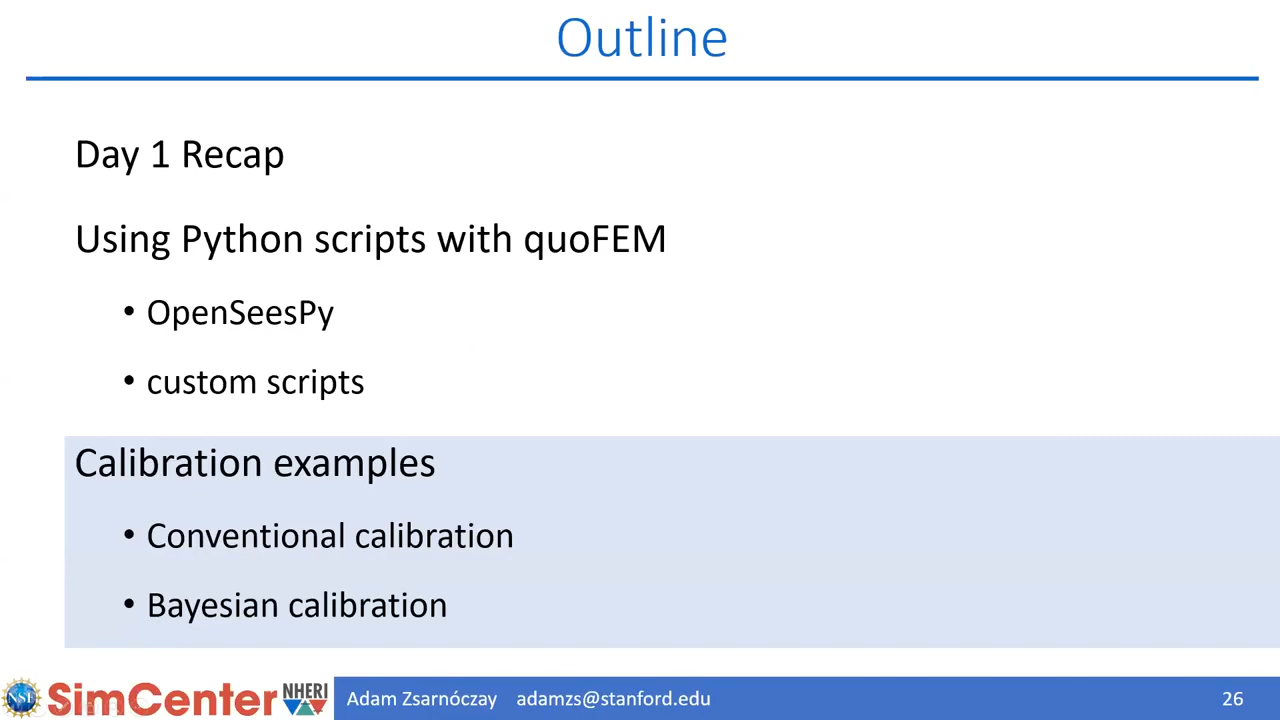 Outline
Day 1 Recap
Using Python scripts with quoFEM
• OpenSeesPy
• custom scripts
Calibration examples
• Conventional calibration
• Bayesian calibration
NSF SimCenter NHERI Adam Zsarnóczay adamzs@stanford.edu 26